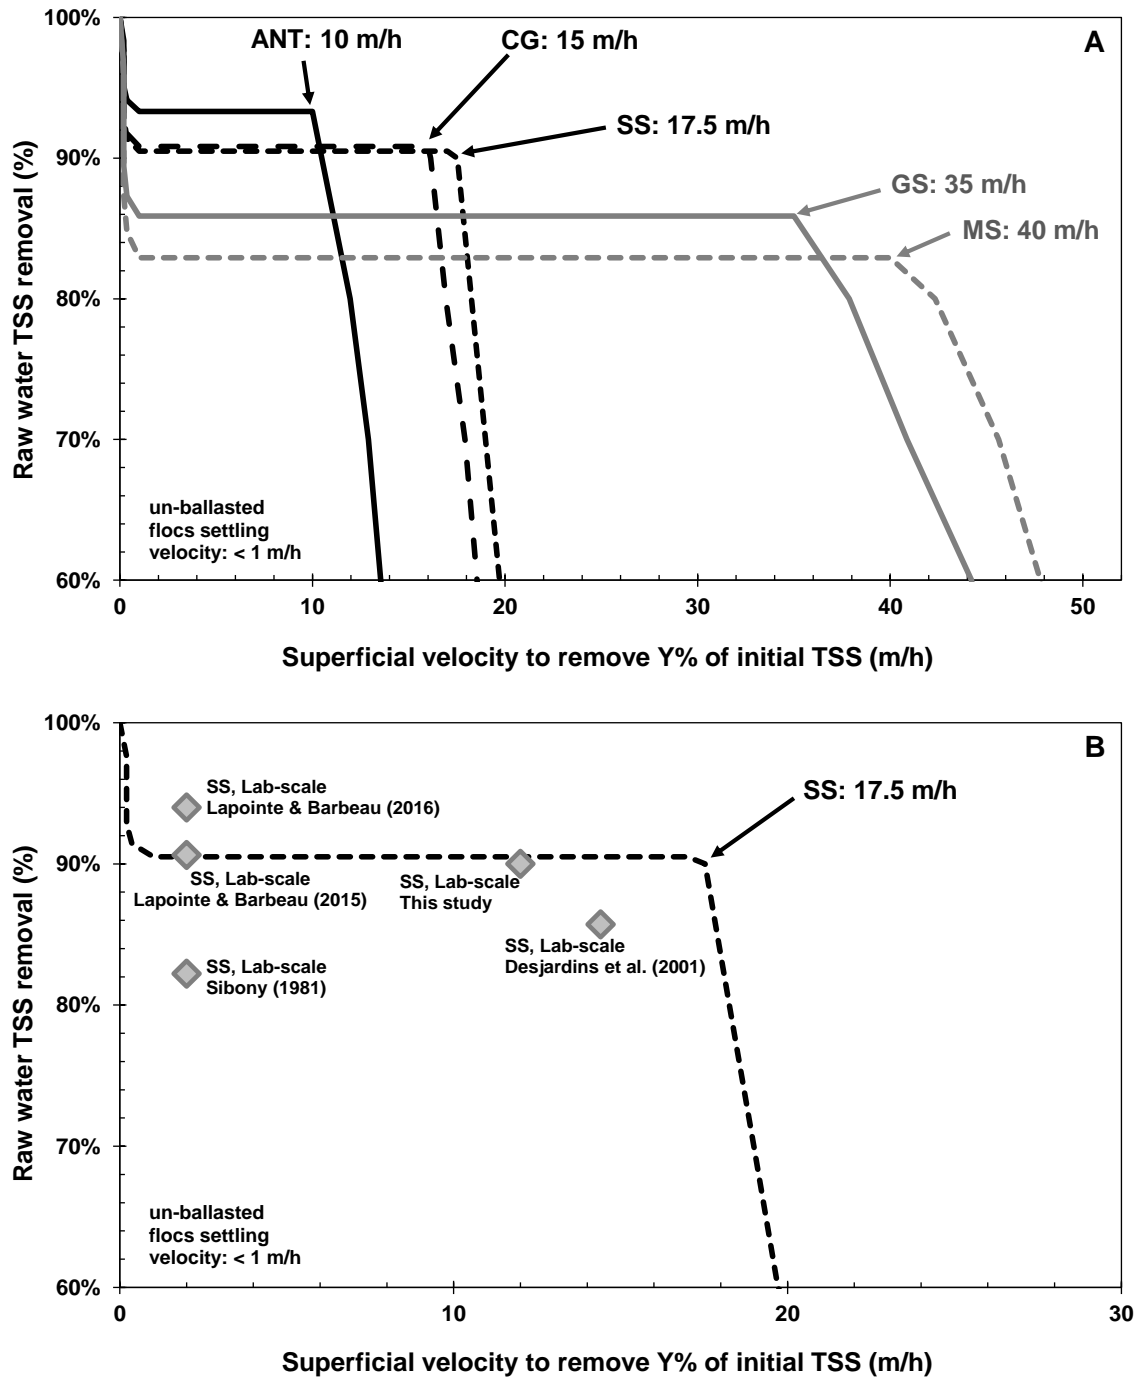 100%
90%
80%
70%
60%
Raw water TSS removal (%)
A
ANT: 10 m/h
CG: 15 m/h
SS: 17.5 m/h
GS: 35 m/h
MS: 40 m/h
un-ballasted
flocs settling
velocity: < 1 m/h
0
10
20
30
40
50
Superficial velocity to remove Y% of initial TSS (m/h)
100%
90%
80%
70%
60%
Raw water TSS removal (%)
B
SS, Lab-scale
Lapointe & Barbeau (2016)
SS: 17.5 m/h
SS, Lab-scale
Lapointe & Barbeau (2015)
SS, Lab-scale
This study
SS, Lab-scale
Desjardins et al. (2001)
SS, Lab-scale
Sibony (1981)
un-ballasted
flocs settling
velocity: < 1 m/h
0
10
20
30
Superficial velocity to remove Y% of initial TSS (m/h)